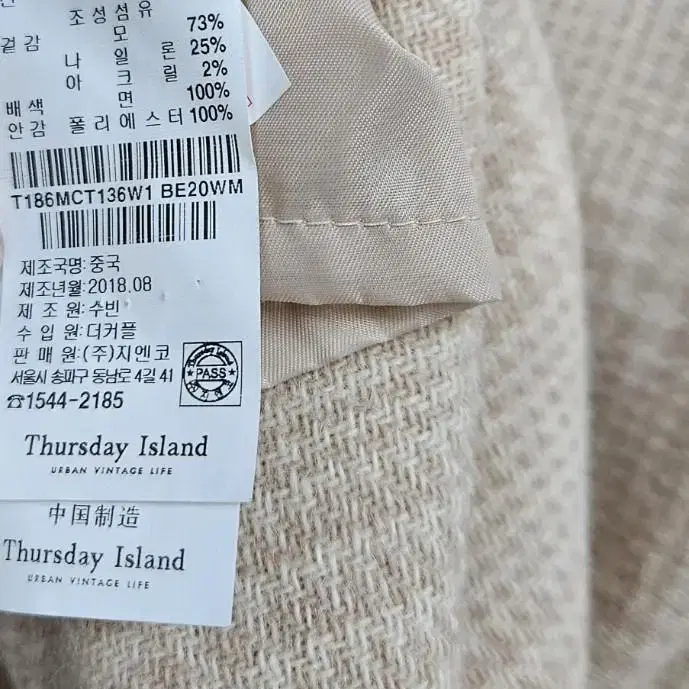 조성섬유
겉감 모 73%
나일론 25%
아크릴 2%
배색 면 100%
안감 폴리에스터 100%
T186MCT136W1 BE20WM
제조국명:중국
제조년월:2018.08
제 조 원:수빈
수 입 원:더커플
판 매 원:(주)지엔코
서울시 송파구 동남로 4길 41
☎1544-2185
Thursday Island
PASS
Thursday Island
URBAN VINTAGE LIFE
中国制造
Thursday Island
URBAN VINTAGE LIFE